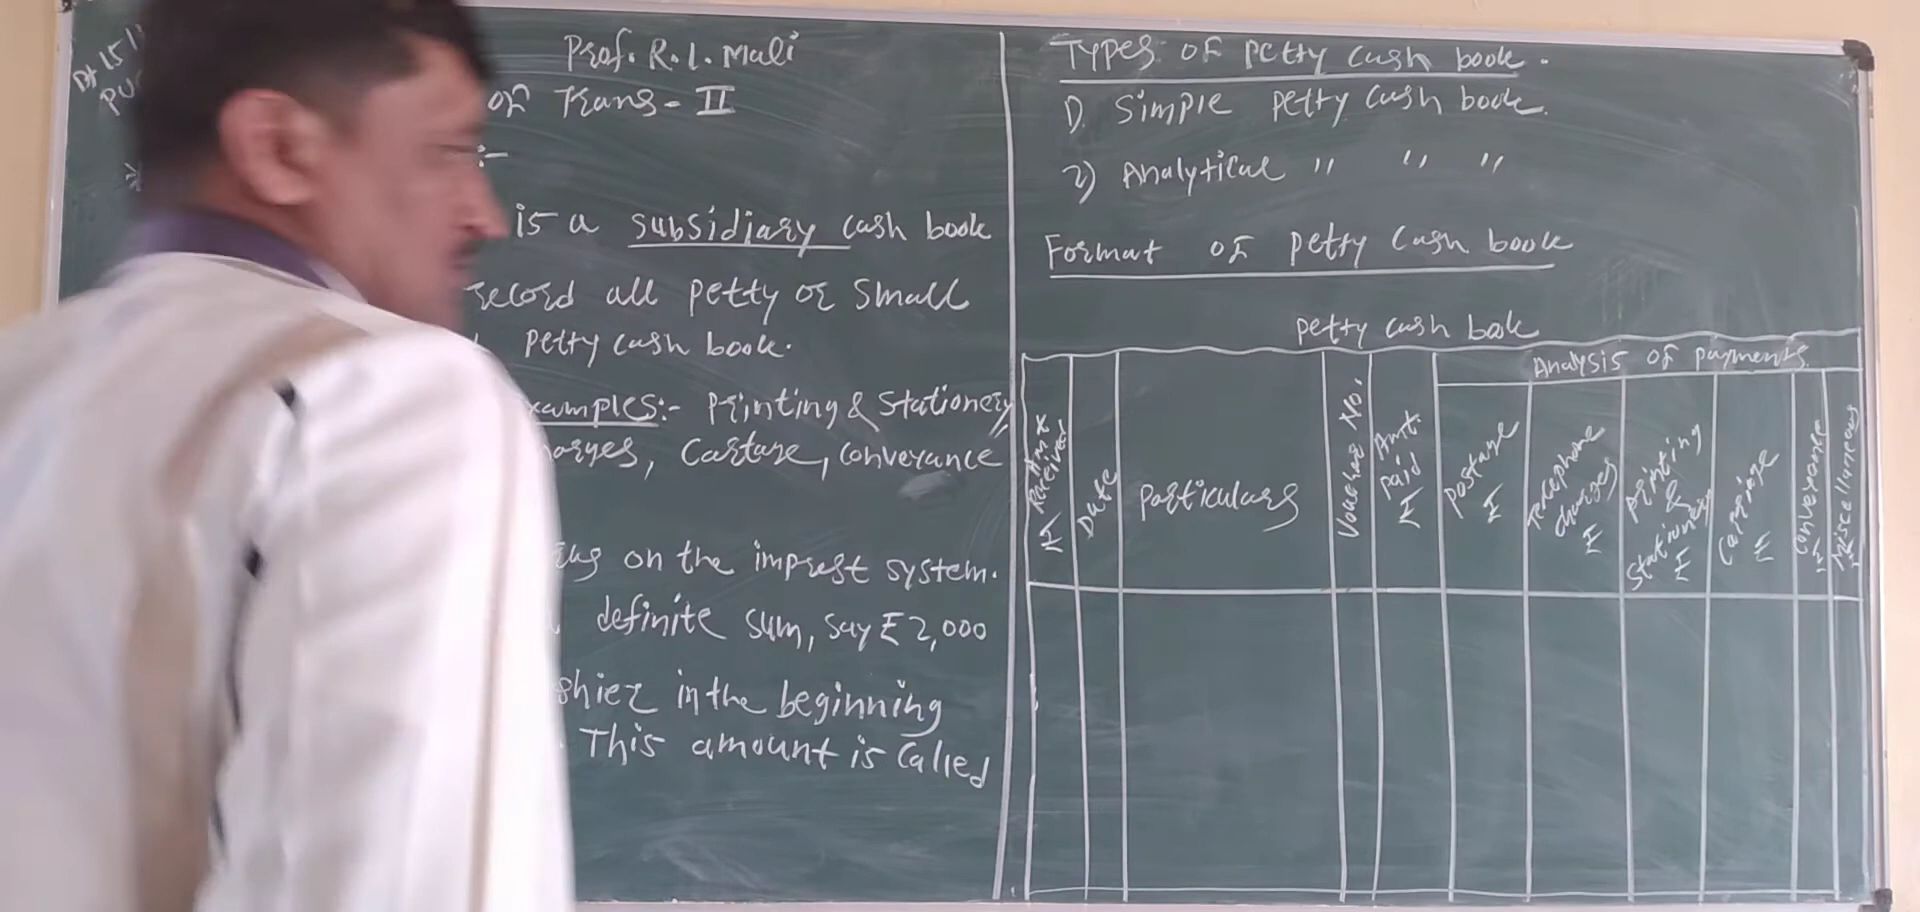 Dt 15
PUC
Prof. R. I. Mali
of Trans - II
:-
is a subsidiary cash book
record all petty or small
petty cash book.
xamples:- Printing & Stationery
arges, Cartage, conveyance
on the imprest system.
definite sum, say ₹ 2,000
shier in the beginning
This amount is called
Types of petty cash book.
1). Simple petty cash book.
2) Analytical " " "
Format of petty cash book
petty cash book
Analysis of payments
Amt Received ₹
Date
particulars
Voucher No.
Amt. paid ₹
postage ₹
Telephone charges ₹
printing & Stationery ₹
Carriage ₹
Conveyance ₹
Miscellaneous ₹